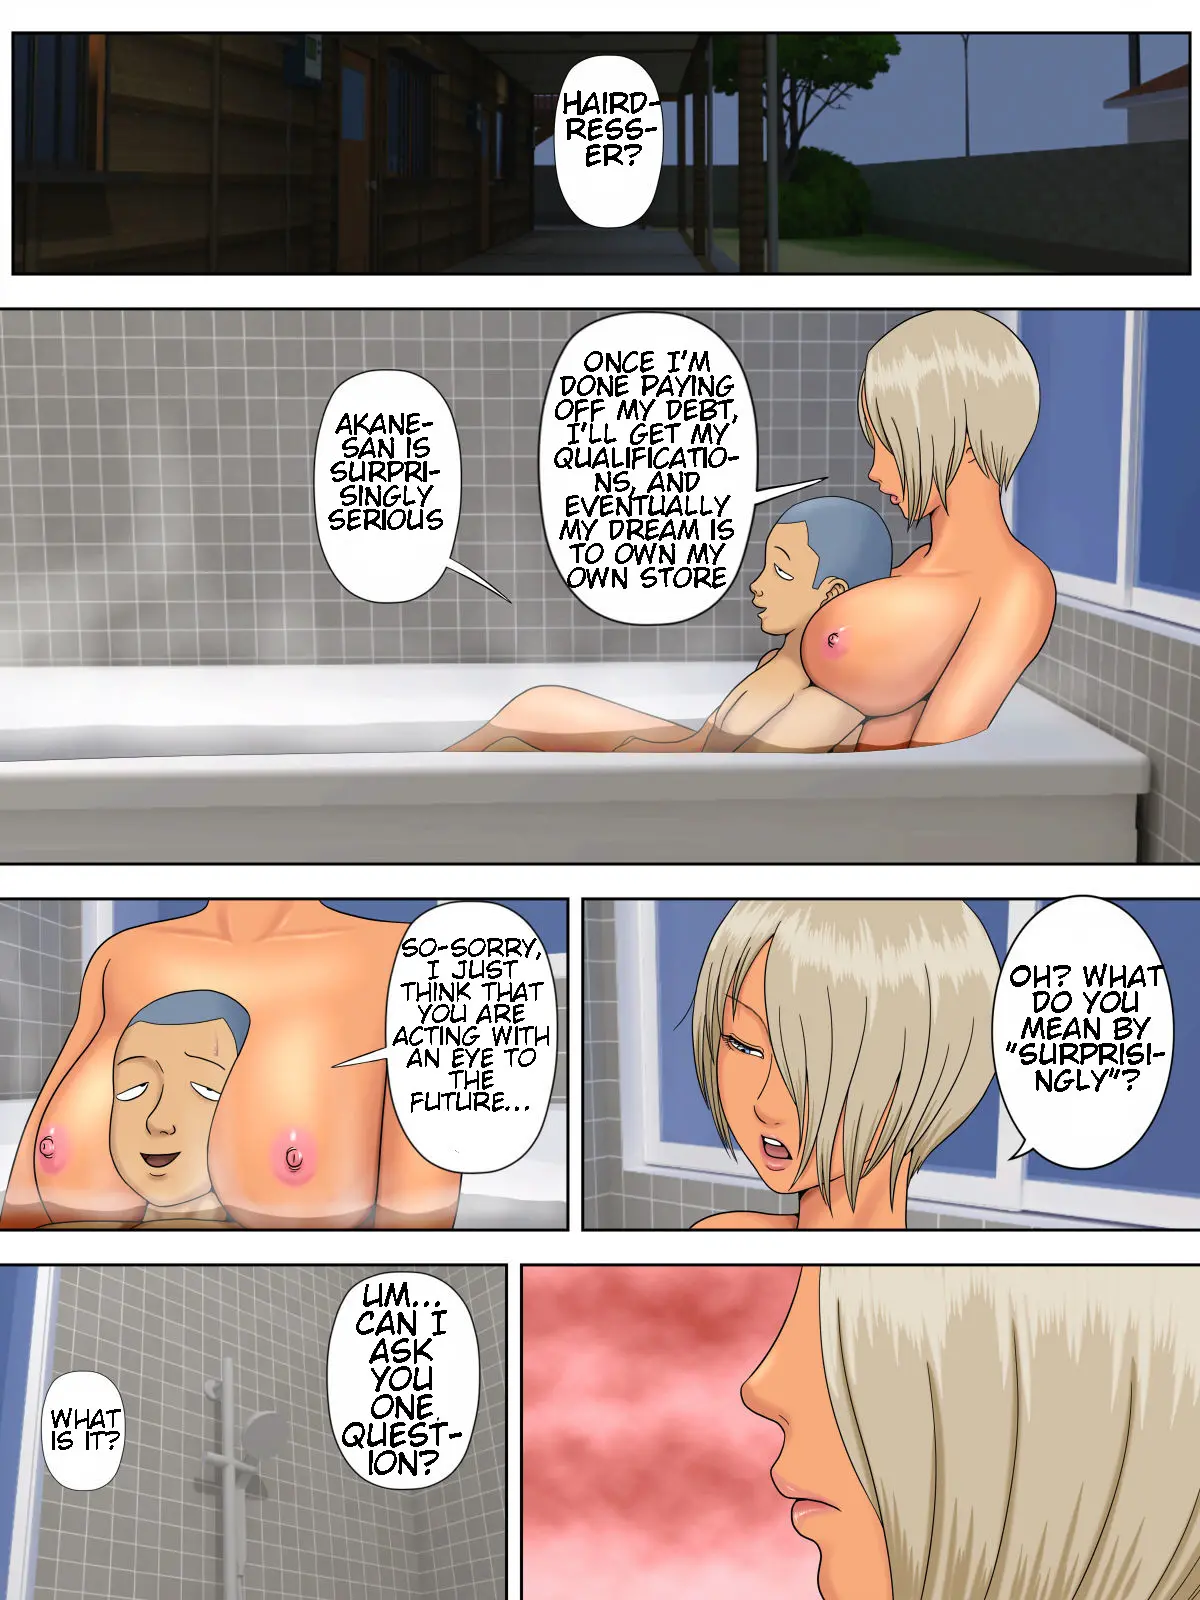 HAIRD-
RESS-
ER?
ONCE I'M
DONE PAYING
OFF MY DEBT,
I'LL GET MY
QUALIFICATIO-
NS, AND
EVENTUALLY
MY DREAM IS
TO OWN MY
OWN STORE
AKANE-
SAN IS
SURPRI-
SINGLY
SERIOUS
OH? WHAT
DO YOU
MEAN BY
"SURPRISI-
NGLY"?
SO-SORRY,
I JUST
THINK THAT
YOU ARE
ACTING WITH
AN EYE TO
THE
FUTURE...
UM...
CAN I
ASK
YOU
ONE
QUEST-
ION?
WHAT
IS IT?